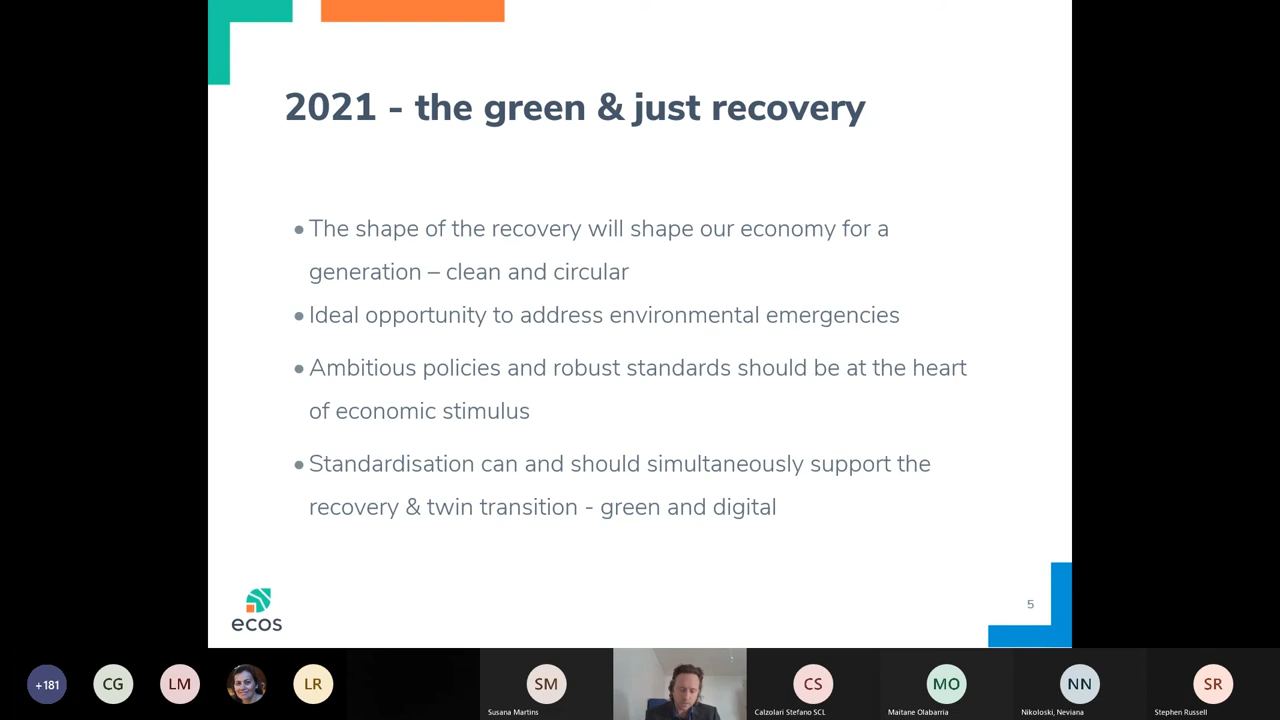 2021 - the green & just recovery
• The shape of the recovery will shape our economy for a
generation – clean and circular
• Ideal opportunity to address environmental emergencies
• Ambitious policies and robust standards should be at the heart
of economic stimulus
• Standardisation can and should simultaneously support the
recovery & twin transition - green and digital
ecos
5
+181
CG
LM
LR
SM
CS
MO
NN
SR
Susana Martins
Calzolari Stefano SCL
Maitane Olabarria
Nikoloski, Neviana
Stephen Russell